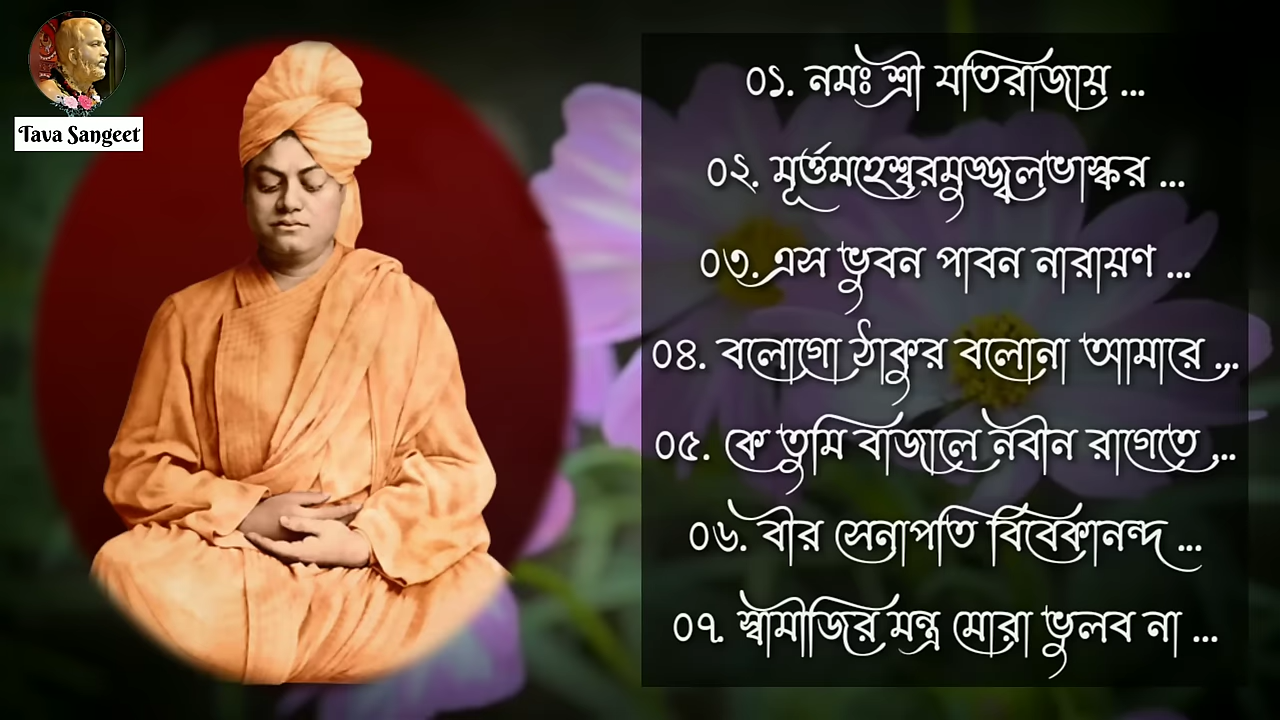 Tava Sangeet
০১. নমঃ শ্রী যতিরাজায় ...
০২. মূর্ত্তমহেশ্বরমুজ্জ্বলভাস্কর ...
০৩. এস ভুবন পাবন নারায়ণ ...
০৪. বলোগো ঠাকুর বলোনা আমারে ...
০৫. কে তুমি বাজালে নবীন রাগেতে ...
০৬. বীর সেনাপতি বিবেকানন্দ ...
০৭. স্বামীজির মন্ত্র মোরা ভুলব না ...